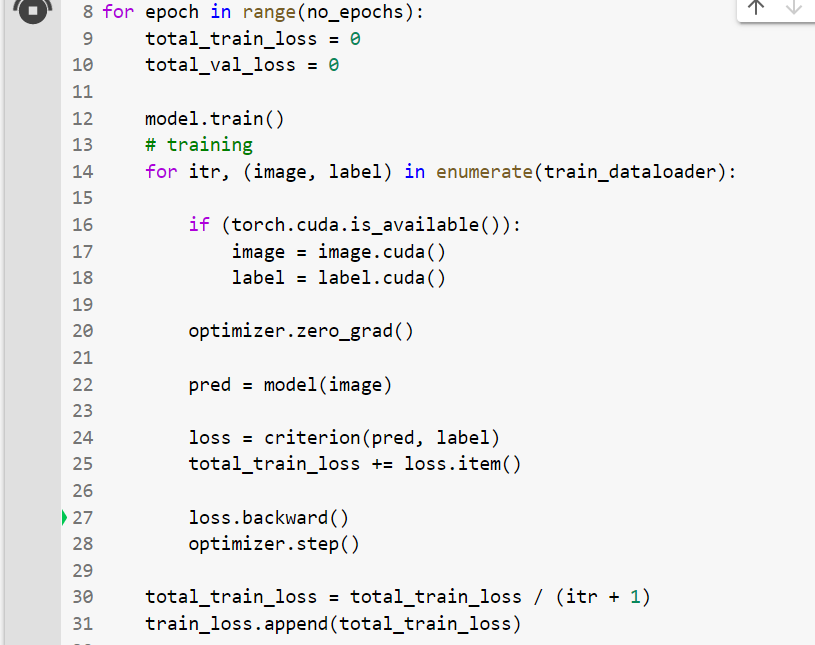 8 for epoch in range(no_epochs):
9     total_train_loss = 0
10     total_val_loss = 0
11
12     model.train()
13     # training
14     for itr, (image, label) in enumerate(train_dataloader):
15
16         if (torch.cuda.is_available()):
17             image = image.cuda()
18             label = label.cuda()
19
20         optimizer.zero_grad()
21
22         pred = model(image)
23
24         loss = criterion(pred, label)
25         total_train_loss += loss.item()
26
27         loss.backward()
28         optimizer.step()
29
30     total_train_loss = total_train_loss / (itr + 1)
31     train_loss.append(total_train_loss)